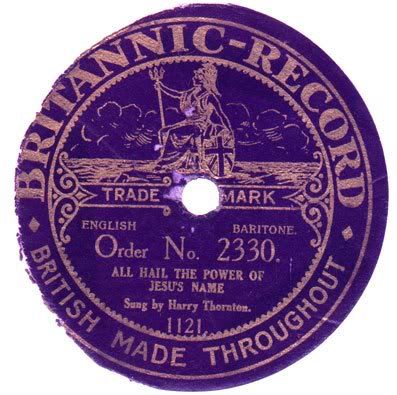 BRITANNIC-RECORD
TRADE MARK
ENGLISH BARITONE.
Order No. 2330.
ALL HAIL THE POWER OF
JESU'S NAME
Sung by Harry Thornton.
1121.
BRITISH MADE THROUGHOUT